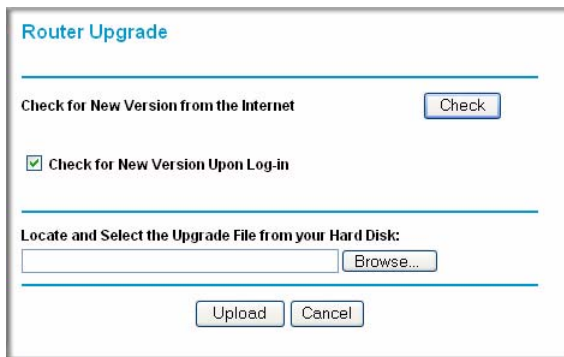 Router Upgrade
Check for New Version from the Internet Check
Check for New Version Upon Log-in
Locate and Select the Upgrade File from your Hard Disk:
Browse...
Upload Cancel